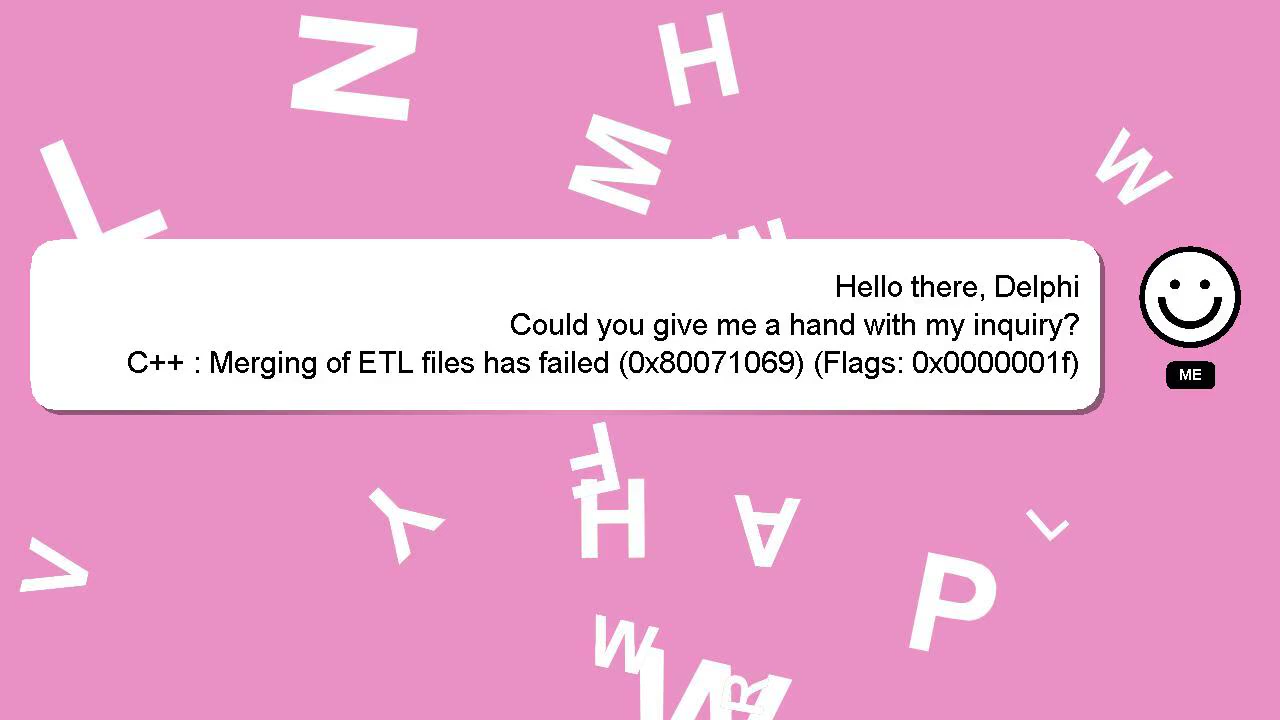 Z
H
M
W
L
W
Hello there, Delphi
Could you give me a hand with my inquiry?
C++ : Merging of ETL files has failed (0x80071069) (Flags: 0x0000001f)
ME
F
H
A
Y
L
V
P
W
W
R